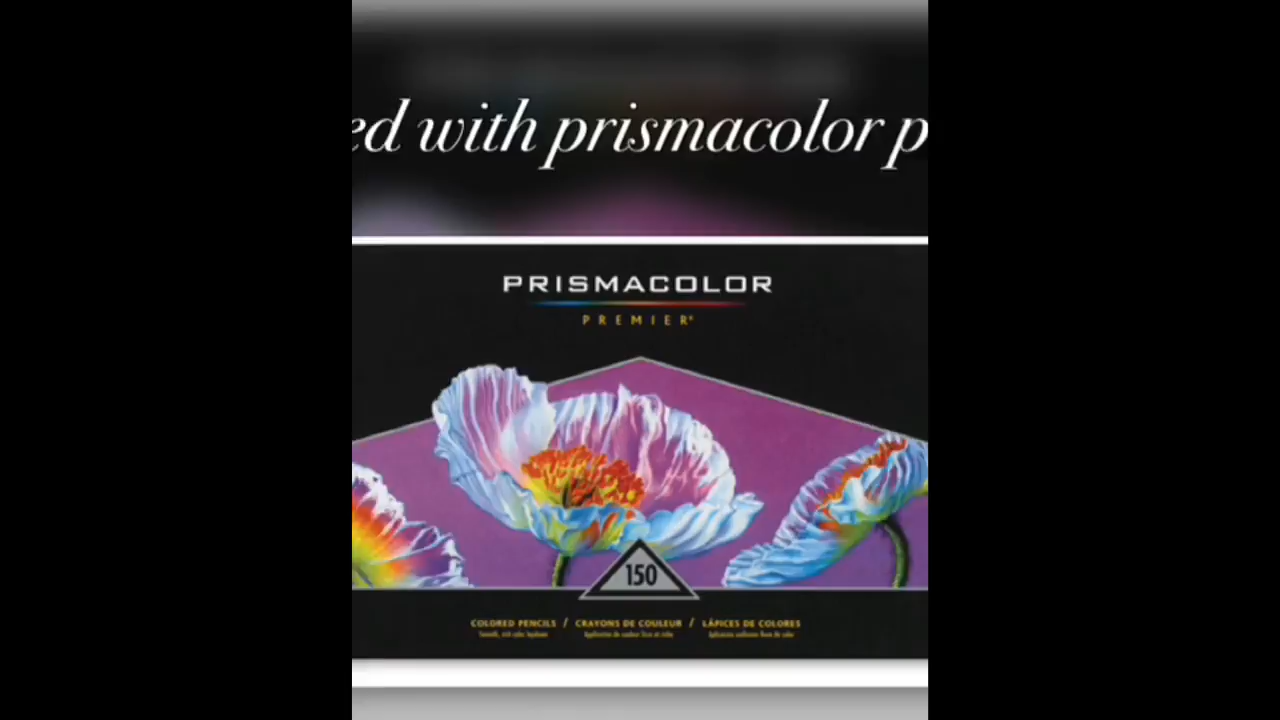 ed with prismacolor p
PRISMACOLOR
PREMIER®
150
COLORED PENCILS / CRAYONS DE COULEUR / LÁPICES DE COLORES